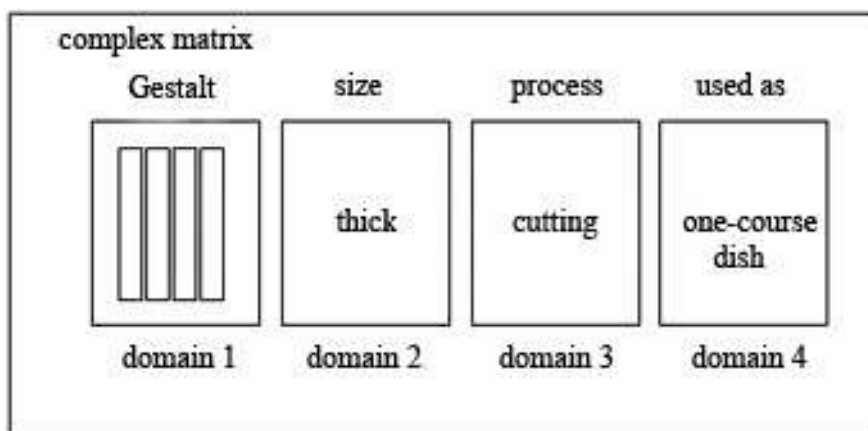 complex matrix
Gestalt size process used as
thick cutting one-course
dish
domain 1 domain 2 domain 3 domain 4